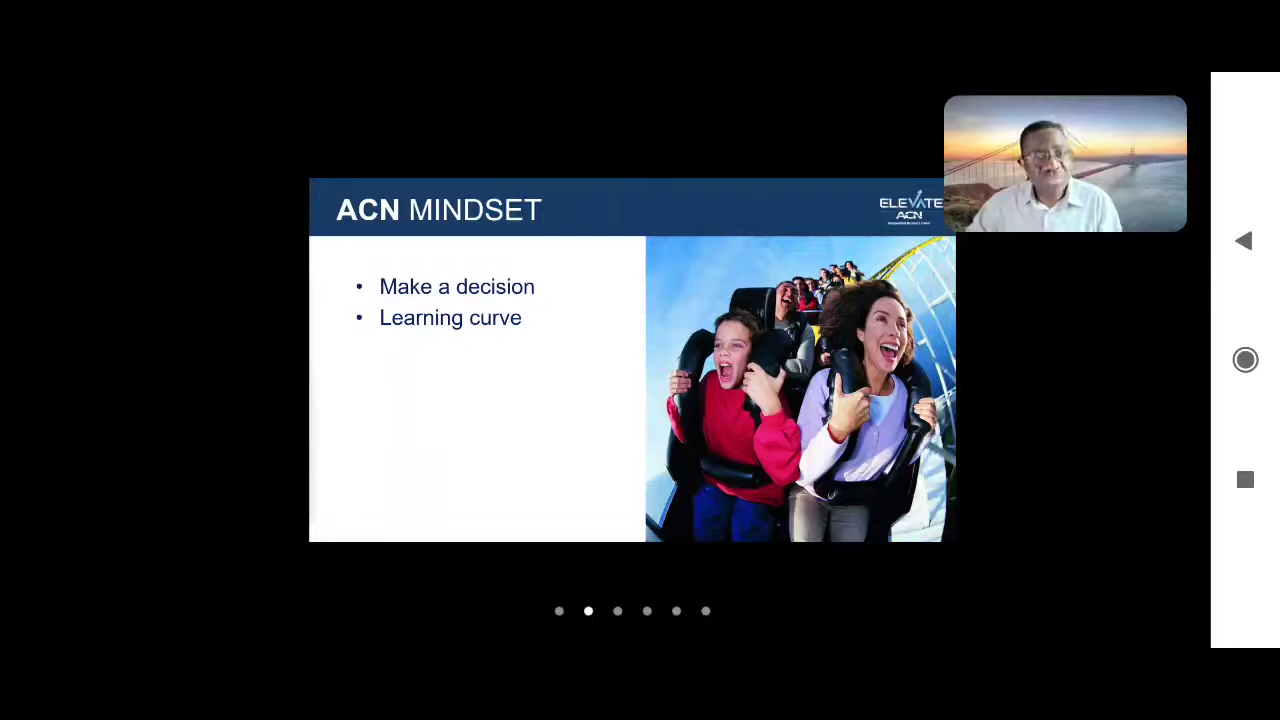 ACN MINDSET
ELEVATE
ACN
• Make a decision
• Learning curve